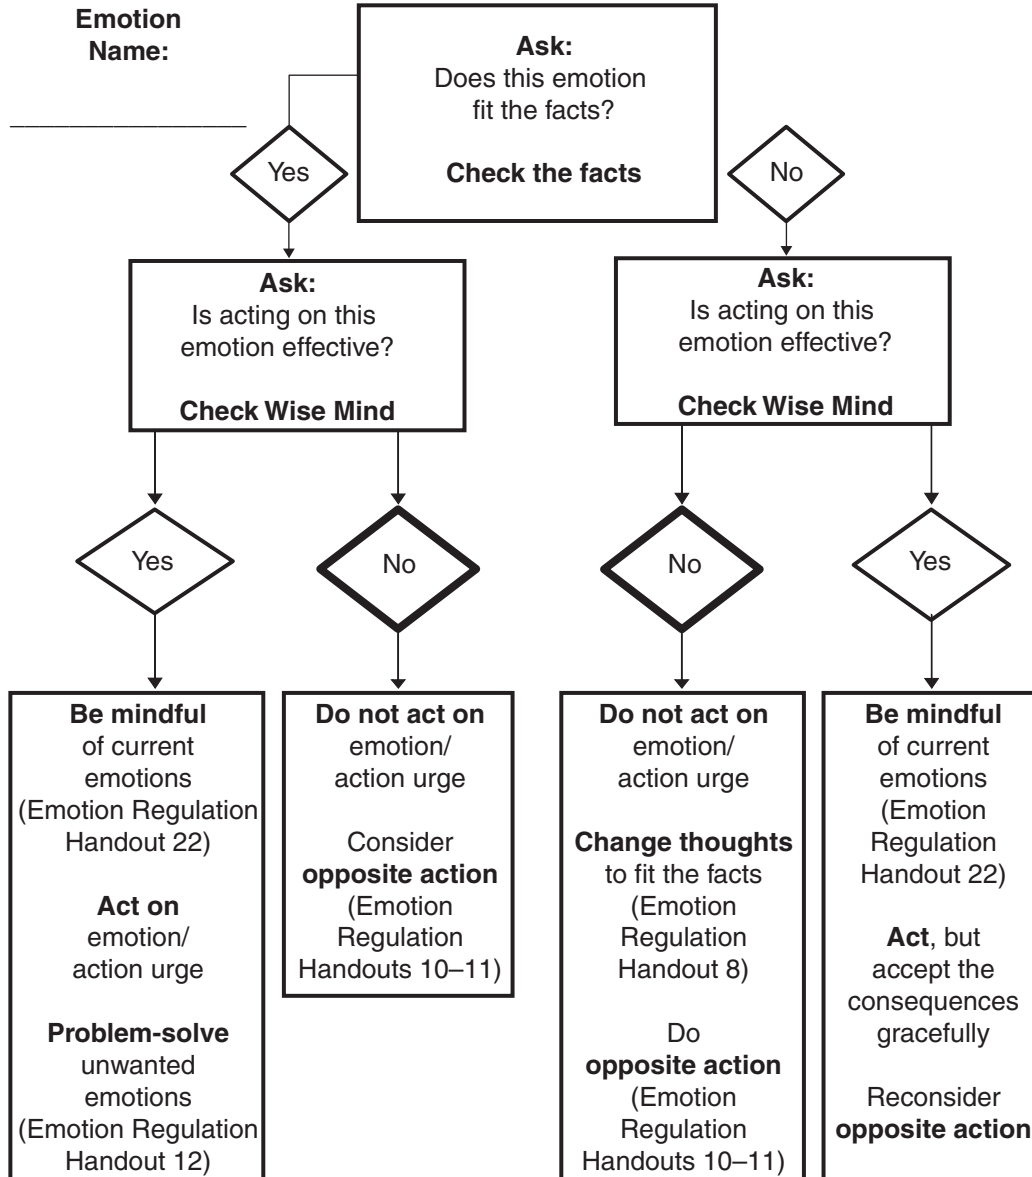 Emotion
Name:
________________
Ask:
Does this emotion
fit the facts?
Check the facts
Yes
No
Ask:
Is acting on this
emotion effective?
Check Wise Mind
Ask:
Is acting on this
emotion effective?
Check Wise Mind
Yes
No
No
Yes
Be mindful
of current
emotions
(Emotion Regulation
Handout 22)
Act on
emotion/
action urge
Problem-solve
unwanted
emotions
(Emotion Regulation
Handout 12)
Do not act on
emotion/
action urge
Consider
opposite action
(Emotion
Regulation
Handouts 10–11)
Do not act on
emotion/
action urge
Change thoughts
to fit the facts
(Emotion
Regulation
Handout 8)
Do
opposite action
(Emotion
Regulation
Handouts 10–11)
Be mindful
of current
emotions
(Emotion
Regulation
Handout 22)
Act, but
accept the
consequences
gracefully
Reconsider
opposite action